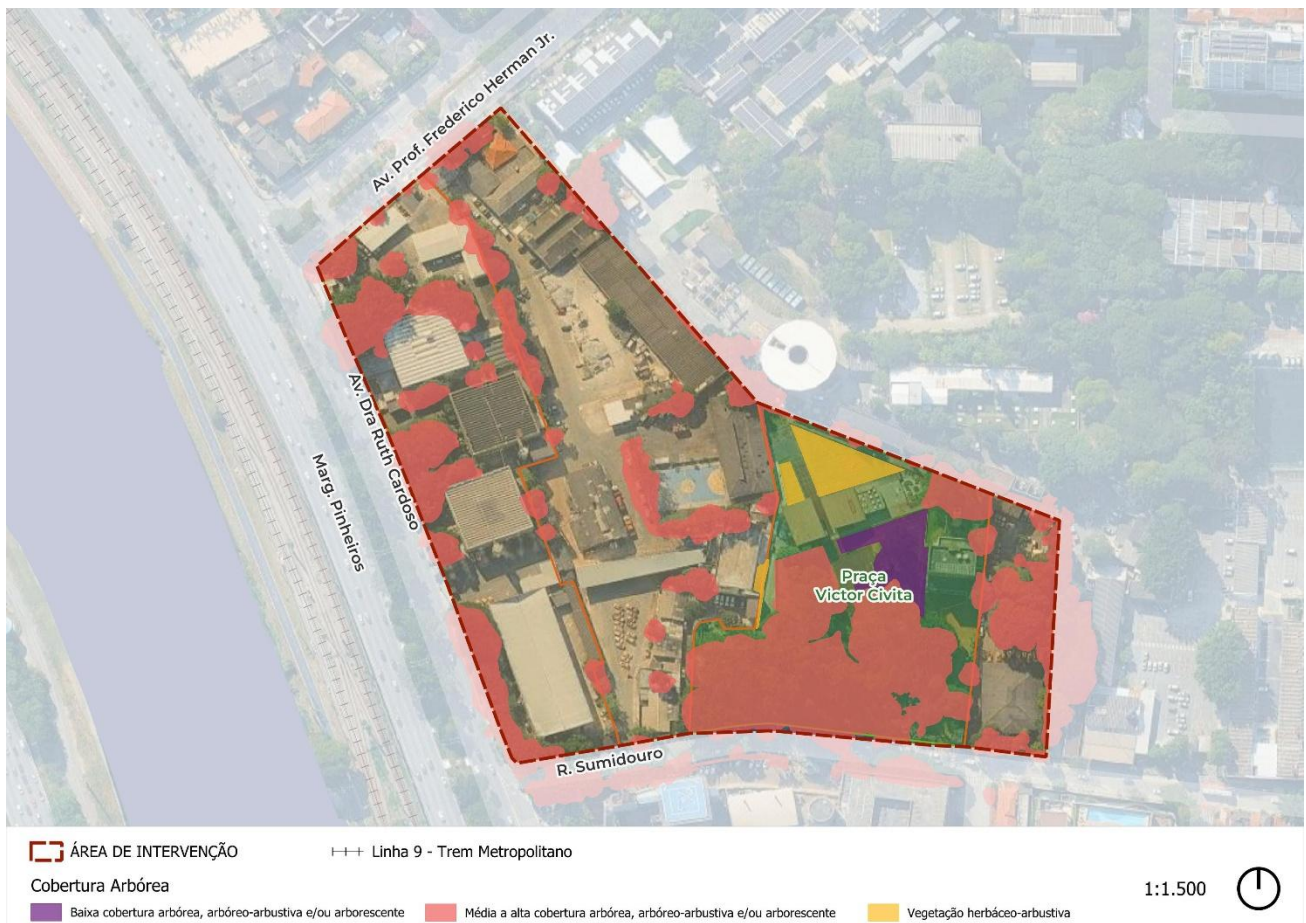 Av. Prof. Frederico Herman Jr.
Av. Dra Ruth Cardoso
Marg. Pinheiros
Praça
Victor Civita
R. Sumidouro
ÁREA DE INTERVENÇÃO
Linha 9 - Trem Metropolitano
Cobertura Arbórea
1:1.500
Baixa cobertura arbórea, arbóreo-arbustiva e/ou arborescente
Média a alta cobertura arbórea, arbóreo-arbustiva e/ou arborescente
Vegetação herbáceo-arbustiva